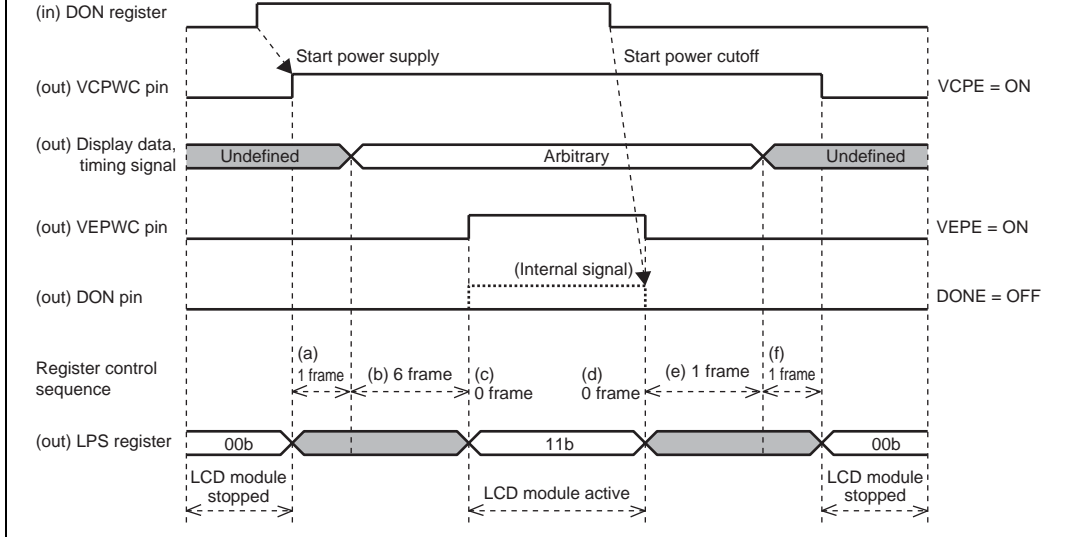 (in) DON register
Start power supply
Start power cutoff
(out) VCPWC pin
VCPE = ON
(out) Display data,
timing signal
Undefined
Arbitrary
Undefined
(out) VEPWC pin
VEPE = ON
(Internal signal)
(out) DON pin
DONE = OFF
Register control
sequence
(a)
1 frame
(b) 6 frame
(c)
0 frame
(d)
0 frame
(e) 1 frame
(f)
1 frame
(out) LPS register
00b
11b
00b
LCD module
stopped
LCD module active
LCD module
stopped